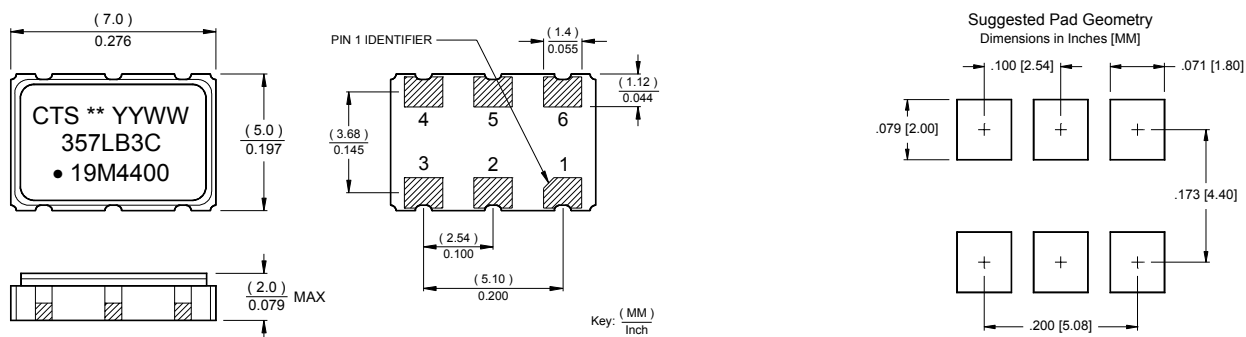 ( 7.0 )
0.276
CTS ** YYWW
357LB3C
• 19M4400
( 5.0 )
0.197
( 2.0 )
0.079 MAX
PIN 1 IDENTIFIER
( 1.4 )
0.055
( 1.12 )
0.044
( 3.68 )
0.145
4 5 6
3 2 1
( 2.54 )
0.100
( 5.10 )
0.200
Key: ( MM )
Inch
Suggested Pad Geometry
Dimensions in Inches [MM]
.100 [2.54]
.071 [1.80]
.079 [2.00]
.173 [4.40]
.200 [5.08]